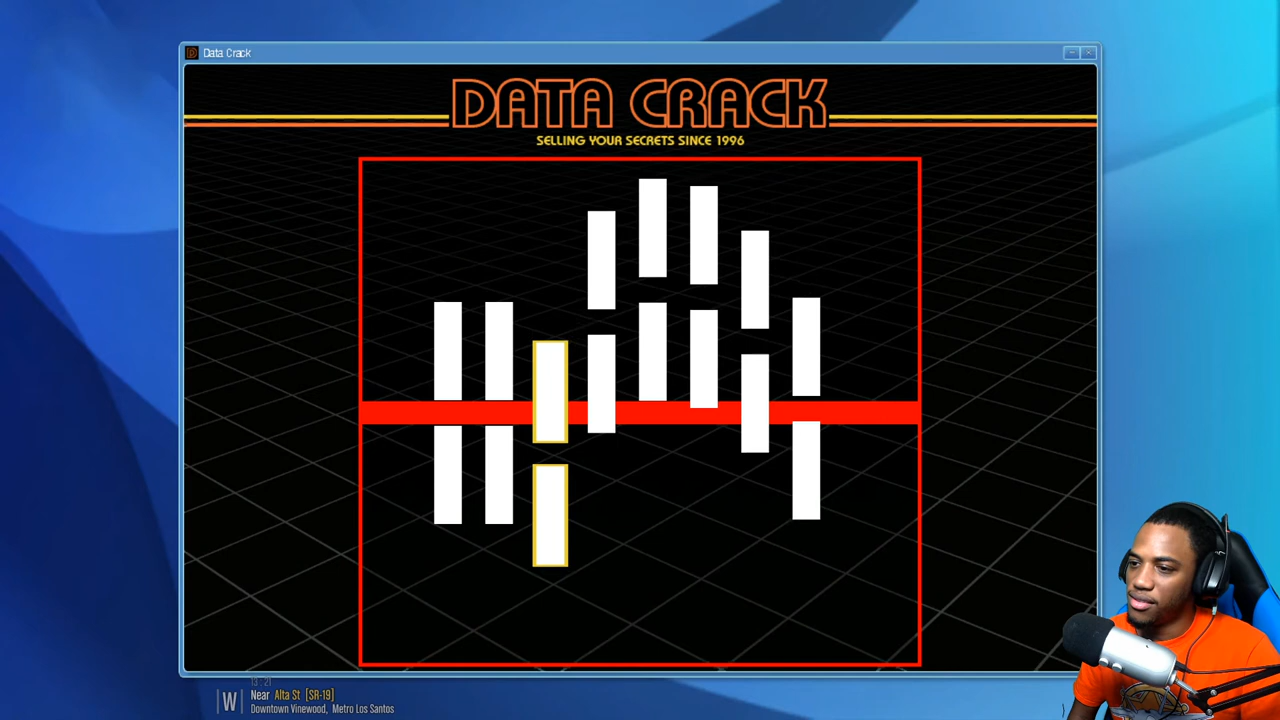 Data Crack
DATA CRACK
SELLING YOUR SECRETS SINCE 1996
Near Alta St [SR-19]
W
Downtown Vinewood, Metro Los Santos